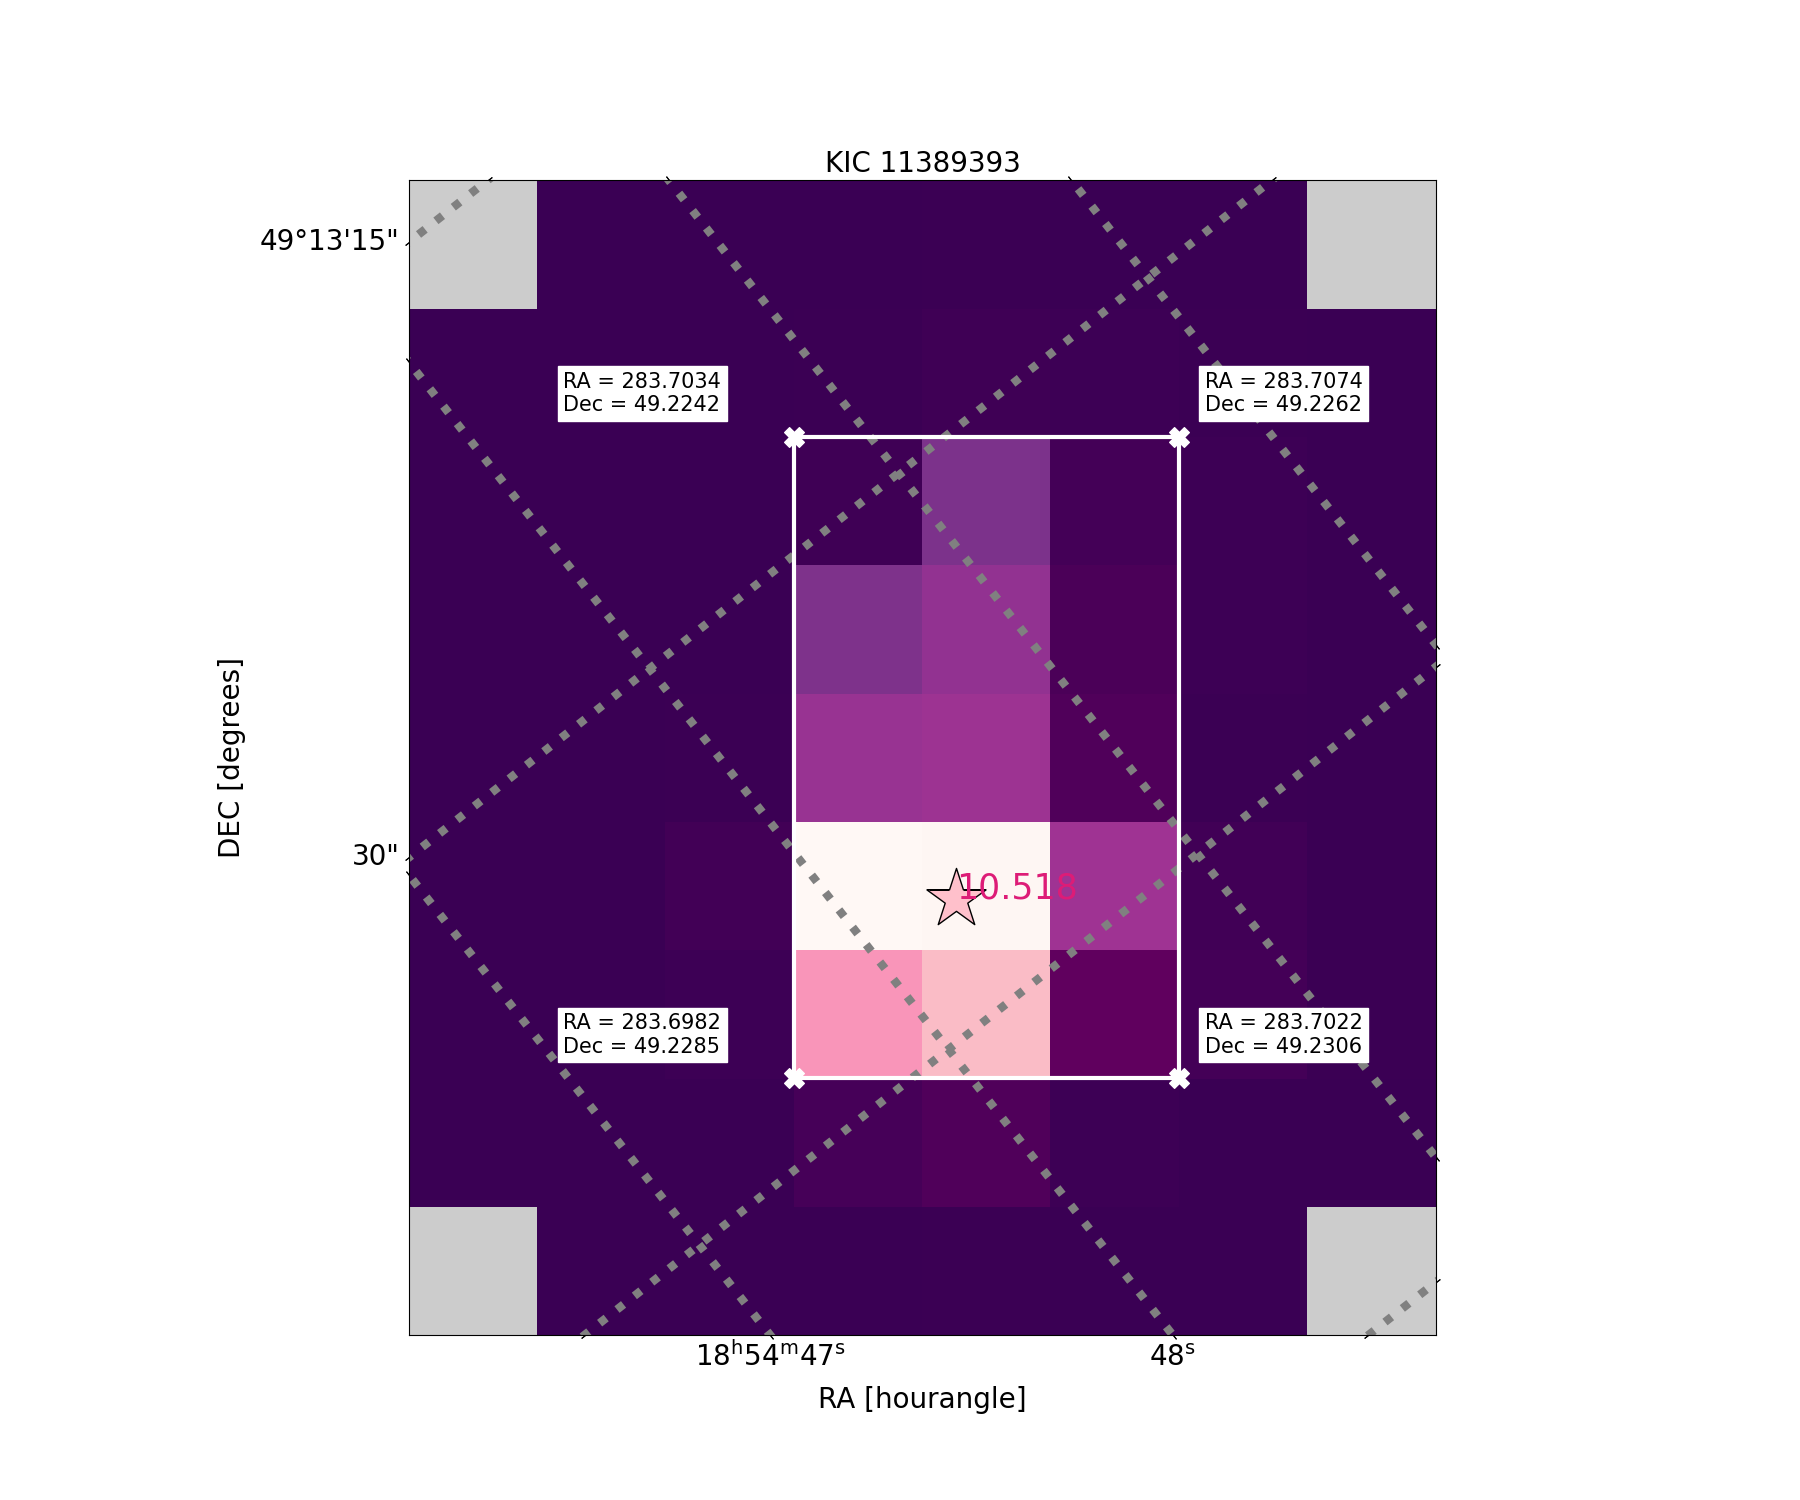 KIC 11389393
49°13'15"
RA = 283.7034
Dec = 49.2242
RA = 283.7074
Dec = 49.2262
DEC [degrees]
30"
10.518
RA = 283.6982
Dec = 49.2285
RA = 283.7022
Dec = 49.2306
18ʰ54ᵐ47ˢ
48ˢ
RA [hourangle]